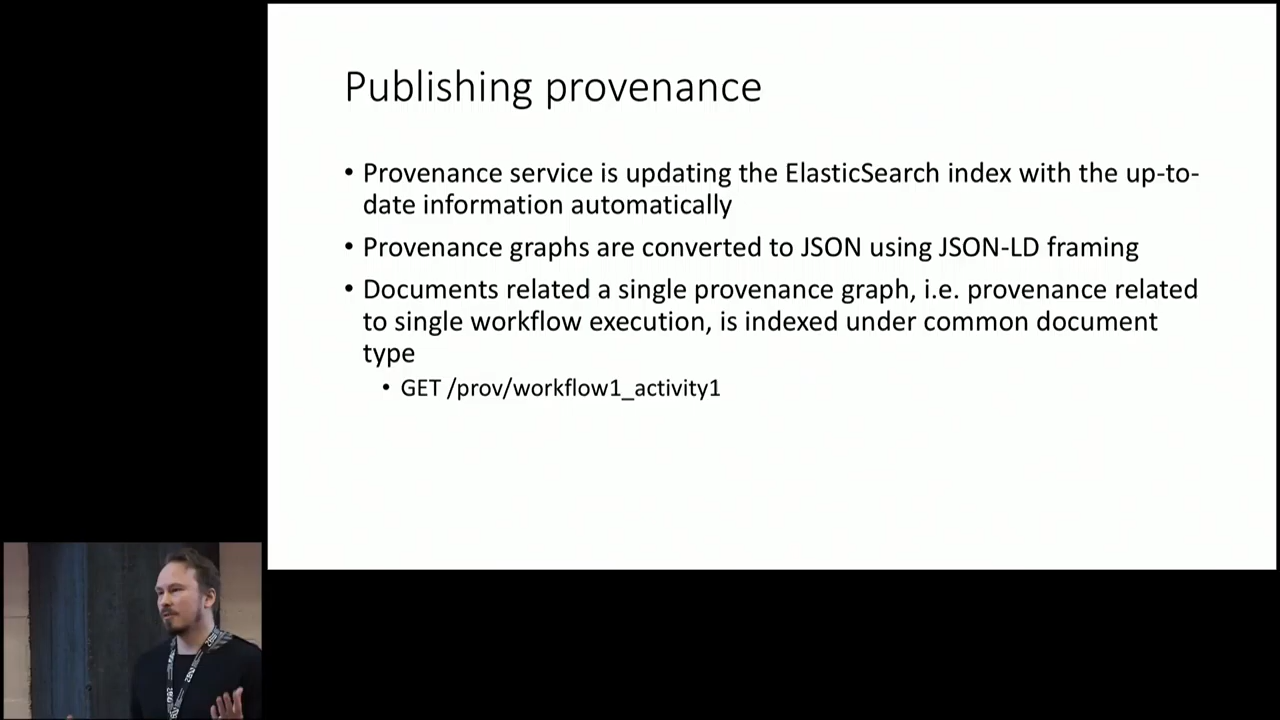 Publishing provenance
• Provenance service is updating the ElasticSearch index with the up-to-
date information automatically
• Provenance graphs are converted to JSON using JSON-LD framing
• Documents related a single provenance graph, i.e. provenance related
to single workflow execution, is indexed under common document
type
• GET /prov/workflow1_activity1